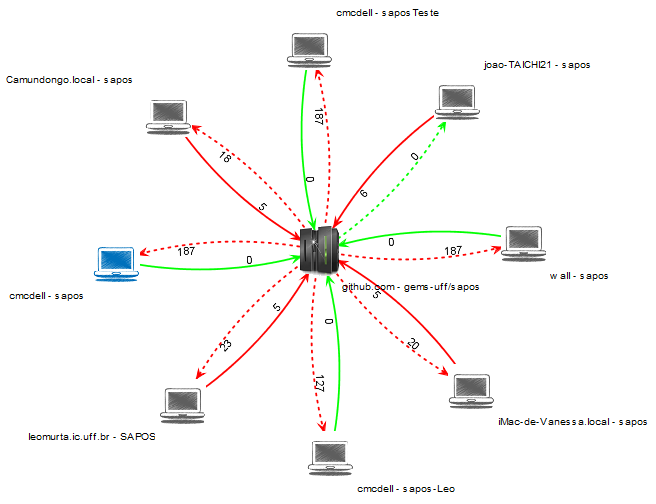 cmcdell - sapos Teste
joao-TAICHI21 - sapos
Camundongo.local - sapos
187
0
18
5
6
0
0
187
187
0
wall - sapos
cmcdell - sapos
github.com - gems-uff/sapos
5
5
23
20
0
127
iMac-de-Vanessa.local - sapos
leomurta.ic.uff.br - SAPOS
cmcdell - sapos-Leo